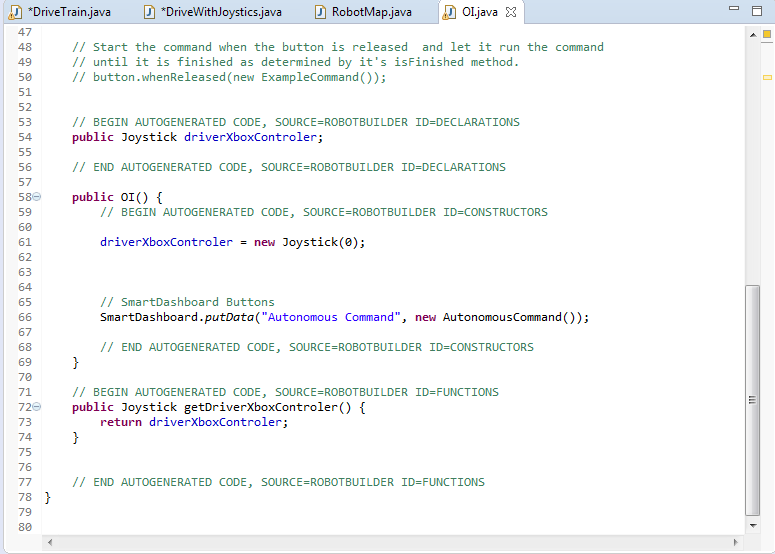 *DriveTrain.java *DriveWithJoystics.java RobotMap.java OI.java
47
48 // Start the command when the button is released  and let it run the command
49 // until it is finished as determined by it's isFinished method.
50 // button.whenReleased(new ExampleCommand());
51
52
53 // BEGIN AUTOGENERATED CODE, SOURCE=ROBOTBUILDER ID=DECLARATIONS
54 public Joystick driverXboxControler;
55
56 // END AUTOGENERATED CODE, SOURCE=ROBOTBUILDER ID=DECLARATIONS
57
58 public OI() {
59 // BEGIN AUTOGENERATED CODE, SOURCE=ROBOTBUILDER ID=CONSTRUCTORS
60
61 driverXboxControler = new Joystick(0);
62
63
64
65 // SmartDashboard Buttons
66 SmartDashboard.putData("Autonomous Command", new AutonomousCommand());
67
68 // END AUTOGENERATED CODE, SOURCE=ROBOTBUILDER ID=CONSTRUCTORS
69 }
70
71 // BEGIN AUTOGENERATED CODE, SOURCE=ROBOTBUILDER ID=FUNCTIONS
72 public Joystick getDriverXboxControler() {
73 return driverXboxControler;
74 }
75
76
77 // END AUTOGENERATED CODE, SOURCE=ROBOTBUILDER ID=FUNCTIONS
78 }
79
80